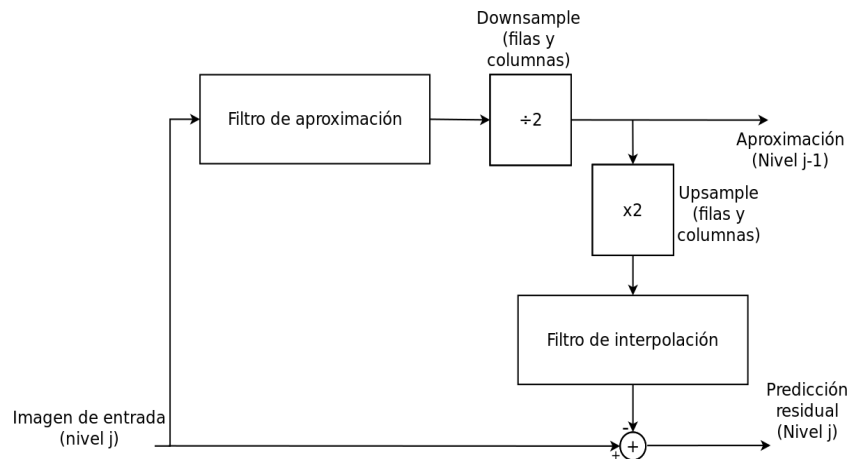 Downsample
(filas y
columnas)
Filtro de aproximación
÷2
Aproximación
(Nivel j-1)
x2
Upsample
(filas y
columnas)
Filtro de interpolación
Imagen de entrada
(nivel j)
-
+
+
Predicción
residual
(Nivel j)